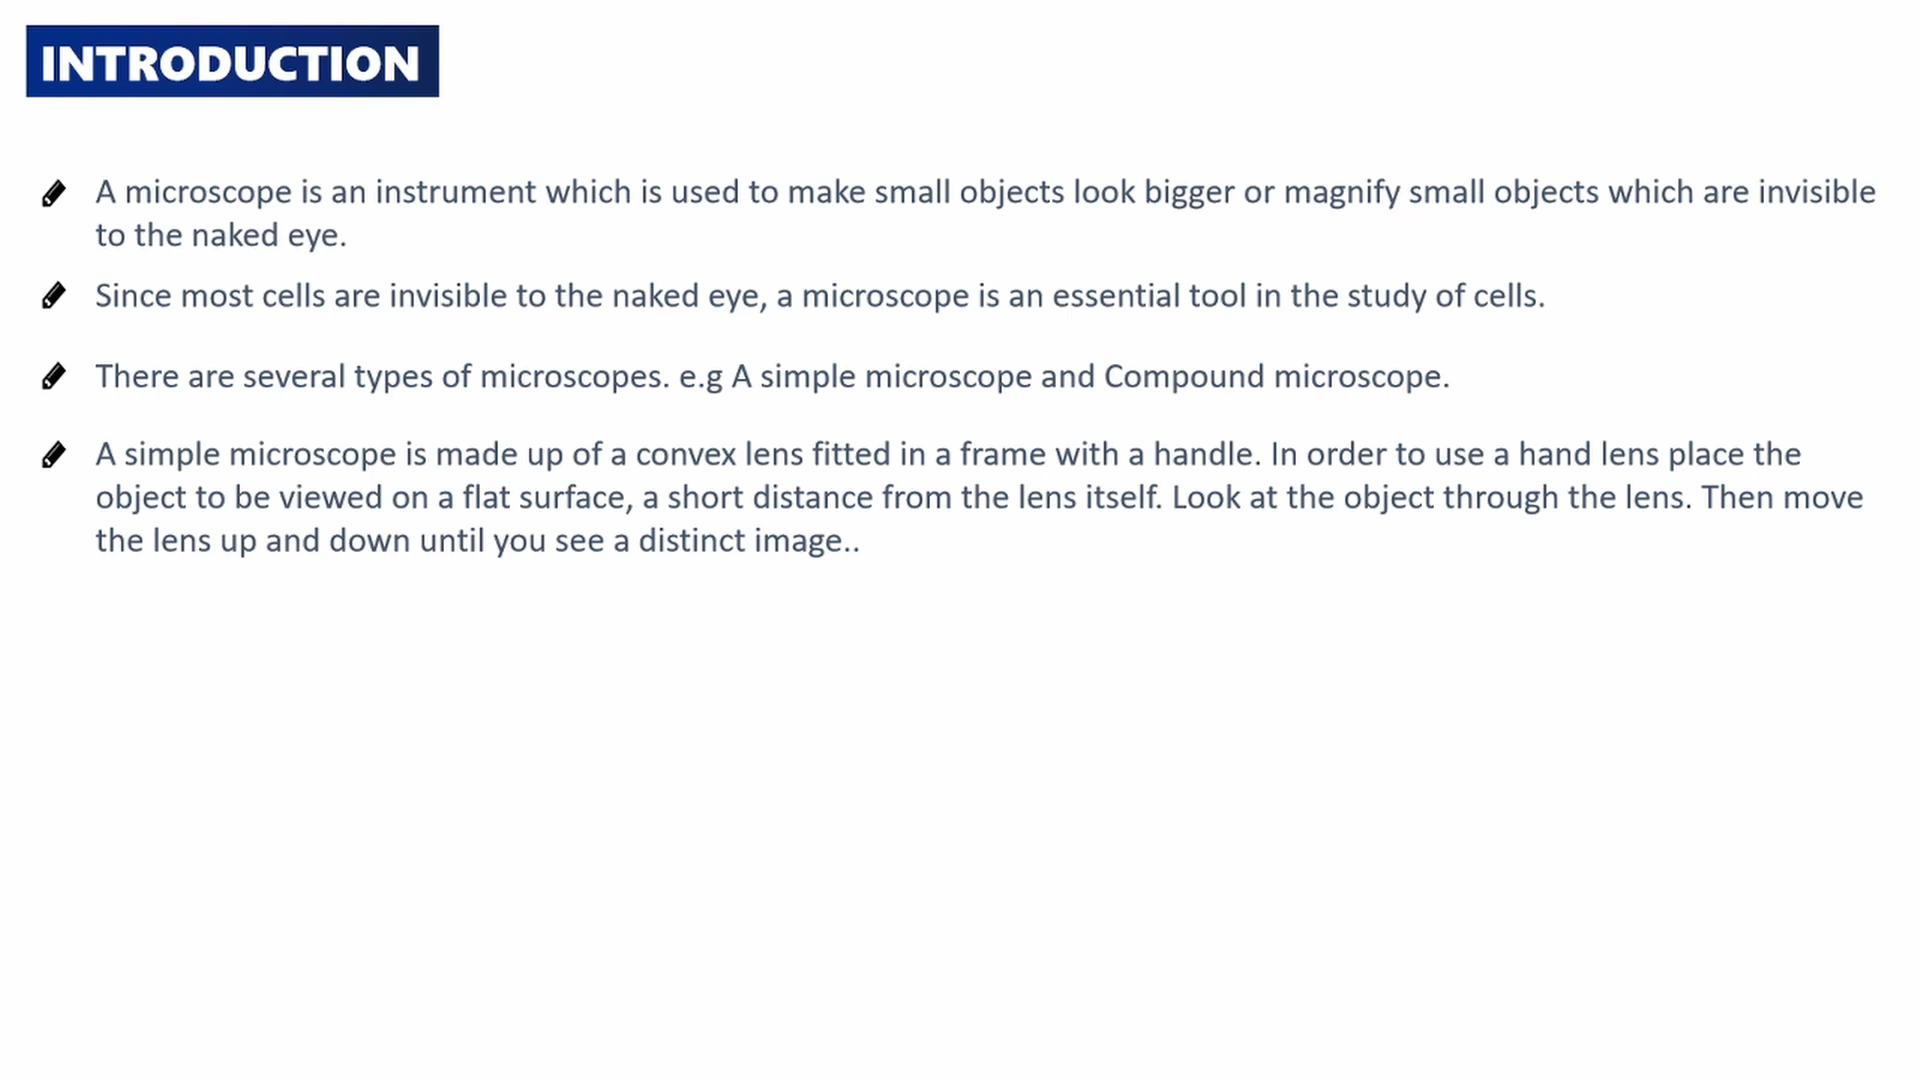 INTRODUCTION
A microscope is an instrument which is used to make small objects look bigger or magnify small objects which are invisible
to the naked eye.
Since most cells are invisible to the naked eye, a microscope is an essential tool in the study of cells.
There are several types of microscopes. e.g A simple microscope and Compound microscope.
A simple microscope is made up of a convex lens fitted in a frame with a handle. In order to use a hand lens place the
object to be viewed on a flat surface, a short distance from the lens itself. Look at the object through the lens. Then move
the lens up and down until you see a distinct image..